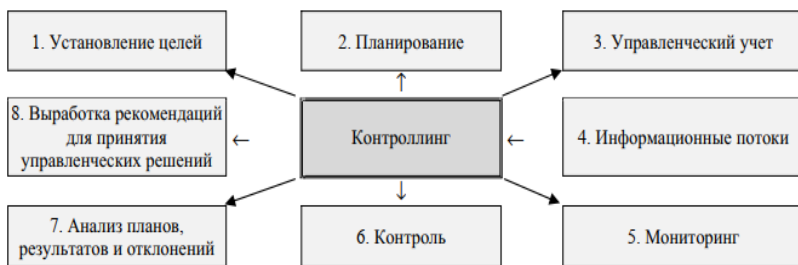 1. Установление целей
2. Планирование
3. Управленческий учет
8. Выработка рекомендаций
для принятия
управленческих решений
←
Контроллинг
←
4. Информационные потоки
7. Анализ планов,
результатов и отклонений
6. Контроль
5. Мониторинг